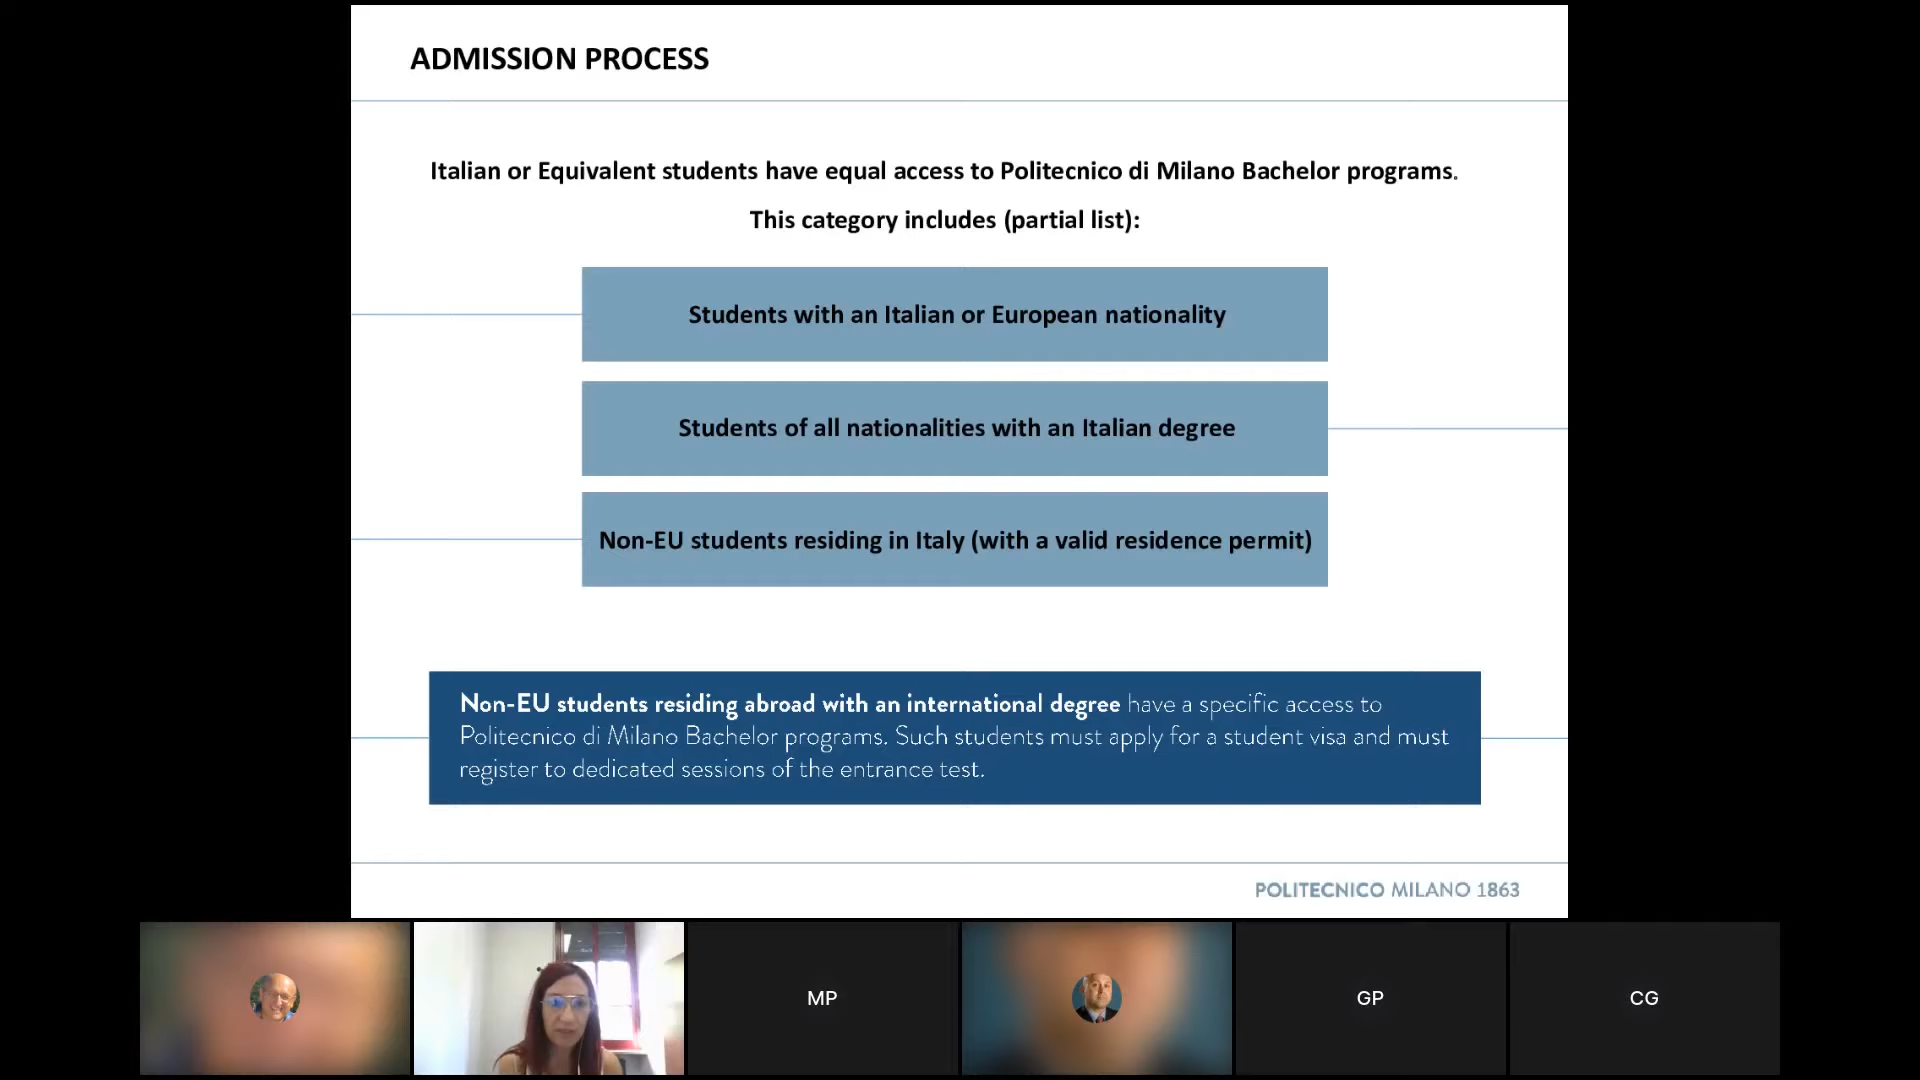 ADMISSION PROCESS
Italian or Equivalent students have equal access to Politecnico di Milano Bachelor programs.
This category includes (partial list):
Students with an Italian or European nationality
Students of all nationalities with an Italian degree
Non-EU students residing in Italy (with a valid residence permit)
Non-EU students residing abroad with an international degree have a specific access to
Politecnico di Milano Bachelor programs. Such students must apply for a student visa and must
register to dedicated sessions of the entrance test.
POLITECNICO MILANO 1863
MP
GP
CG